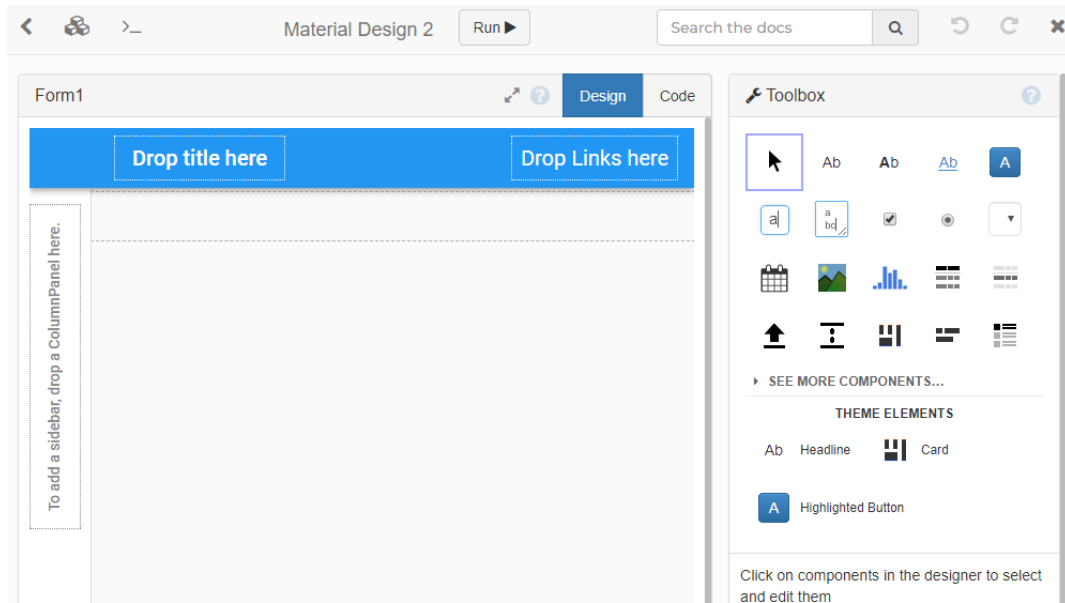 >_
Material Design 2
Run
Search the docs
Form1
Design
Code
Toolbox
Drop title here
Drop Links here
To add a sidebar, drop a ColumnPanel here.
Ab
Ab
Ab
A
a
a
bc
SEE MORE COMPONENTS...
THEME ELEMENTS
Ab Headline
Card
A Highlighted Button
Click on components in the designer to select
and edit them